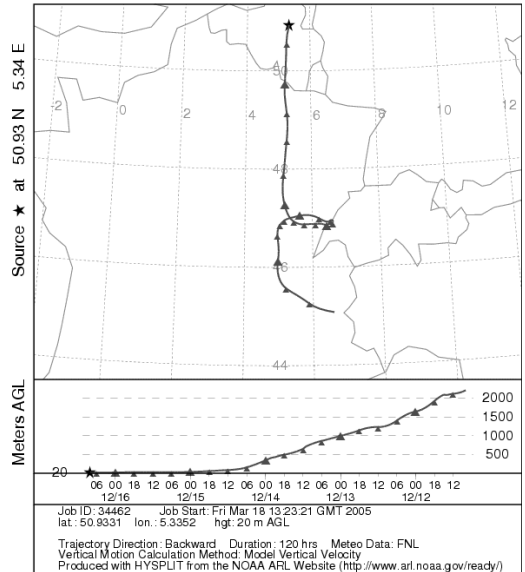 Source ★ at 50.93 N 5.34 E
-2
0
2
4
6
8
10
12
50
48
46
44
Meters AGL
20
2000
1500
1000
500
06 18 12 06 18 12 06 18 12 06 18 12 06 18 12
12/16 12/15 12/14 12/13 12/12
Job ID: 34462 Job Start: Fri Mar 18 13:23:21 GMT 2005
lat.: 50.9331 lon.: 5.3352 hgt: 20 m AGL
Trajectory Direction: Backward Duration: 120 hrs Meteo Data: FNL
Vertical Motion Calculation Method: Model Vertical Velocity
Produced with HYSPLIT from the NOAA ARL Website (http://www.arl.noaa.gov/ready/)